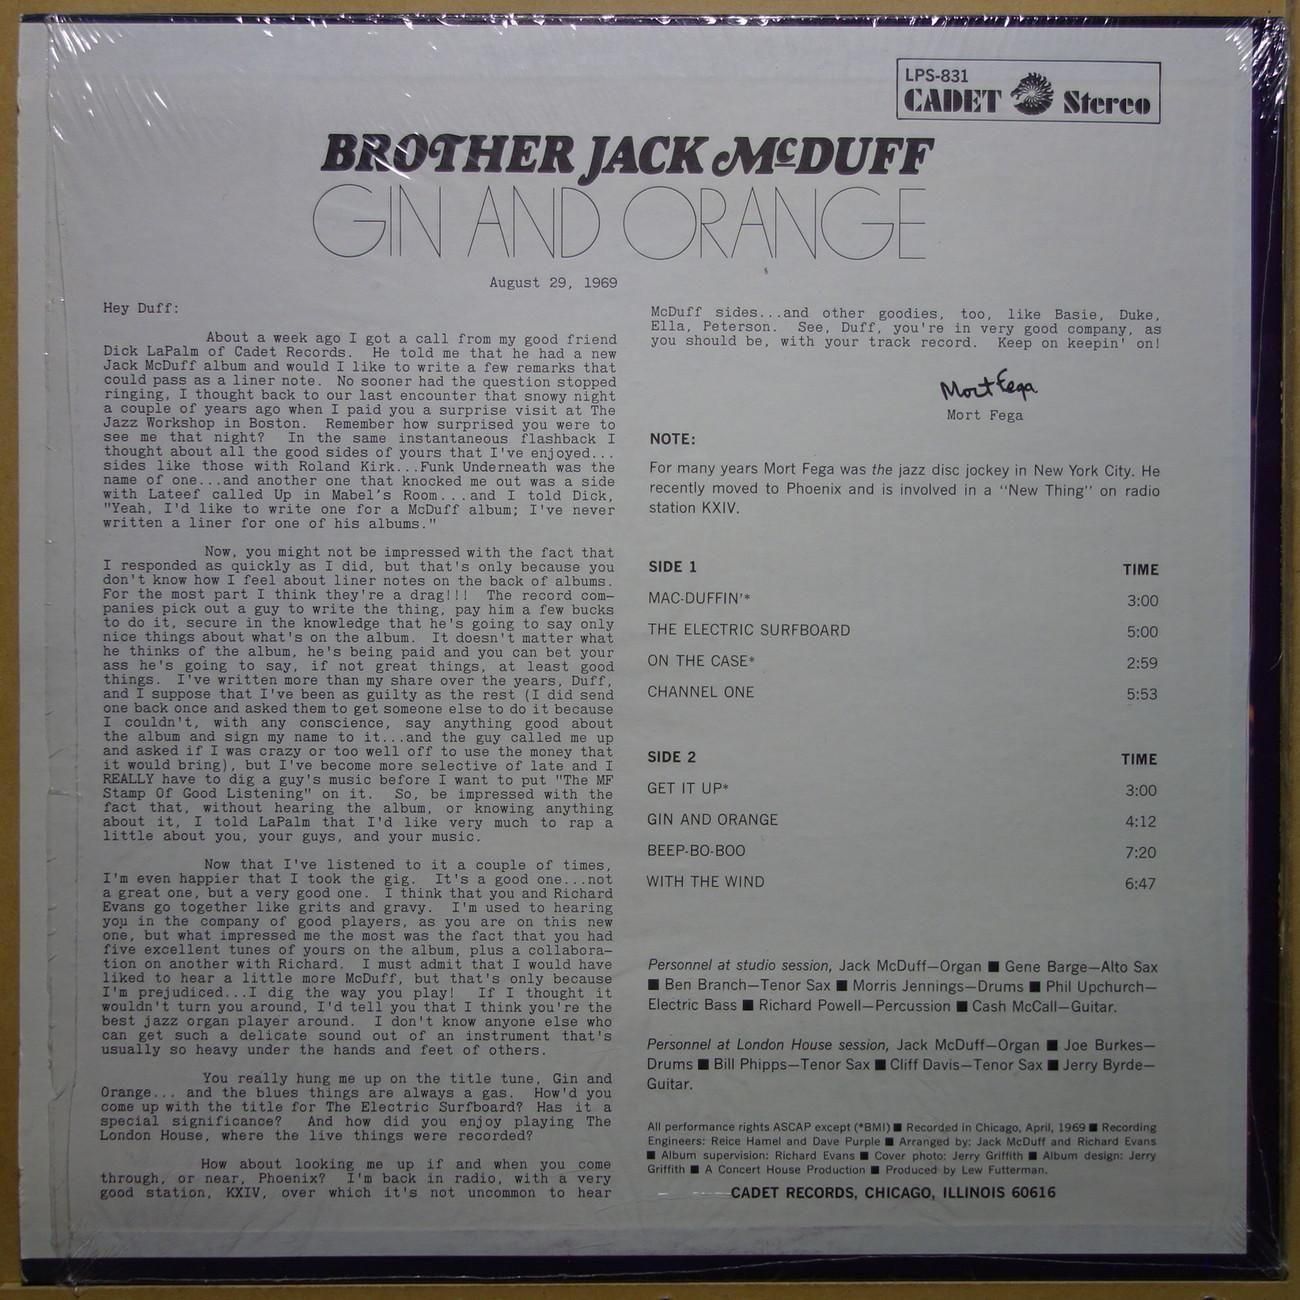 LPS-831
CADET Stereo
BROTHER JACK McDUFF
GIN AND ORANGE
August 29, 1969
Hey Duff:
About a week ago I got a call from my good friend
Dick LaPalm of Cadet Records. He told me that he had a new
Jack McDuff album and would I like to write a few remarks that
could pass as a liner note. No sooner had the question stopped
ringing, I thought back to our last encounter that snowy night
a couple of years ago when I paid you a surprise visit at The
Jazz Workshop in Boston. Remember how surprised you were to
see me that night? In the same instantaneous flashback I
thought about all the good sides of yours that I've enjoyed...
sides like those with Roland Kirk...Funk Underneath was the
name of one...and another one that knocked me out was a side
with Lateef called Up in Mabel's Room...and I told Dick,
"Yeah, I'd like to write one for a McDuff album; I've never
written a liner for one of his albums."
Now, you might not be impressed with the fact that
I responded as quickly as I did, but that's only because you
don't know how I feel about liner notes on the back of albums.
For the most part I think they're a drag!!! The record com-
panies pick out a guy to write the thing, pay him a few bucks
to do it, secure in the knowledge that he's going to say only
nice things about what's on the album. It doesn't matter what
he thinks of the album, he's being paid and you can bet your
ass he's going to say, if not great things, at least good
things. I've written more than my share over the years, Duff,
and I suppose that I've been as guilty as the rest (I did send
one back once and asked them to get someone else to do it because
I couldn't, with any conscience, say anything good about
the album and sign my name to it...and the guy called me up
and asked if I was crazy or too well off to use the money that
it would bring), but I've become more selective of late and I
REALLY have to dig a guy's music before I want to put "The MF
Stamp Of Good Listening" on it. So, be impressed with the
fact that, without hearing the album, or knowing anything
about it, I told LaPalm that I'd like very much to rap a
little about you, your guys, and your music.
Now that I've listened to it a couple of times,
I'm even happier that I took the gig. It's a good one...not
a great one, but a very good one. I think that you and Richard
Evans go together like grits and gravy. I'm used to hearing
you in the company of good players, as you are on this new
one, but what impressed me the most was the fact that you had
five excellent tunes of yours on the album, plus a collabora-
tion on another with Richard. I must admit that I would have
liked to hear a little more McDuff, but that's only because
I'm prejudiced...I dig the way you play! If I thought it
wouldn't turn you around, I'd tell you that I think you're the
best jazz organ player around. I don't know anyone else who
can get such a delicate sound out of an instrument that's
usually so heavy under the hands and feet of others.
You really hung me up on the title tune, Gin and
Orange... and the blues things are always a gas. How'd you
come up with the title for The Electric Surfboard? Has it a
special significance? And how did you enjoy playing The
London House, where the live things were recorded?
How about looking me up if and when you come
through, or near, Phoenix? I'm back in radio, with a very
good station, KXIV, over which it's not uncommon to hear
McDuff sides...and other goodies, too, like Basie, Duke,
Ella, Peterson. See, Duff, you're in very good company, as
you should be, with your track record. Keep on keepin' on!
Mort Fega
Mort Fega
NOTE:
For many years Mort Fega was the jazz disc jockey in New York City. He
recently moved to Phoenix and is involved in a "New Thing" on radio
station KXIV.
SIDE 1 TIME
MAC-DUFFIN'* 3:00
THE ELECTRIC SURFBOARD 5:00
ON THE CASE* 2:59
CHANNEL ONE 5:53
SIDE 2 TIME
GET IT UP* 3:00
GIN AND ORANGE 4:12
BEEP-BO-BOO 7:20
WITH THE WIND 6:47
Personnel at studio session, Jack McDuff—Organ ■ Gene Barge—Alto Sax
■ Ben Branch—Tenor Sax ■ Morris Jennings—Drums ■ Phil Upchurch—
Electric Bass ■ Richard Powell—Percussion ■ Cash McCall—Guitar.
Personnel at London House session, Jack McDuff—Organ ■ Joe Burkes—
Drums ■ Bill Phipps—Tenor Sax ■ Cliff Davis—Tenor Sax ■ Jerry Byrde—
Guitar.
All performance rights ASCAP except (*BMI) ■ Recorded in Chicago, April, 1969 ■ Recording
Engineers: Reice Hamel and Dave Purple ■ Arranged by: Jack McDuff and Richard Evans
■ Album supervision: Richard Evans ■ Cover photo: Jerry Griffith ■ Album design: Jerry
Griffith ■ A Concert House Production ■ Produced by Lew Futterman.
CADET RECORDS, CHICAGO, ILLINOIS 60616